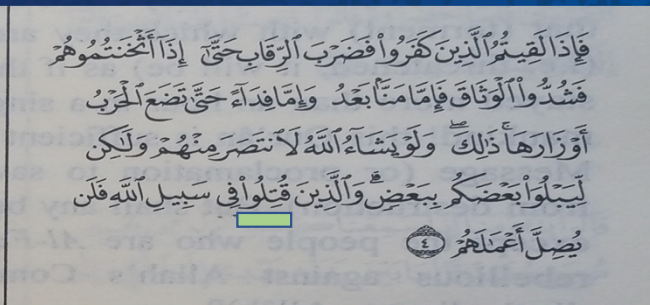 فَإِذَا لَقِيتُمُ ٱلَّذِينَ كَفَرُوا۟ فَضَرْبَ ٱلرِّقَابِ حَتَّىٰٓ إِذَآ أَثْخَنتُمُوهُمْ
فَشُدُّوا۟ ٱلْوَثَاقَ فَإِمَّا مَنًّۢا بَعْدُ وَإِمَّا فِدَآءً حَتَّىٰ تَضَعَ ٱلْحَرْبُ
أَوْزَارَهَا ۚ ذَٰلِكَ ۖ وَلَوْ يَشَآءُ ٱللَّهُ لَٱنتَصَرَ مِنْهُمْ وَلَٰكِن
لِّيَبْلُوَا۟ بَعْضَكُم بِبَعْضٍ ۗ وَٱلَّذِينَ قُتِلُوا۟ فِى سَبِيلِ ٱللَّهِ فَلَن
يُضِلَّ أَعْمَٰلَهُمْ ٤